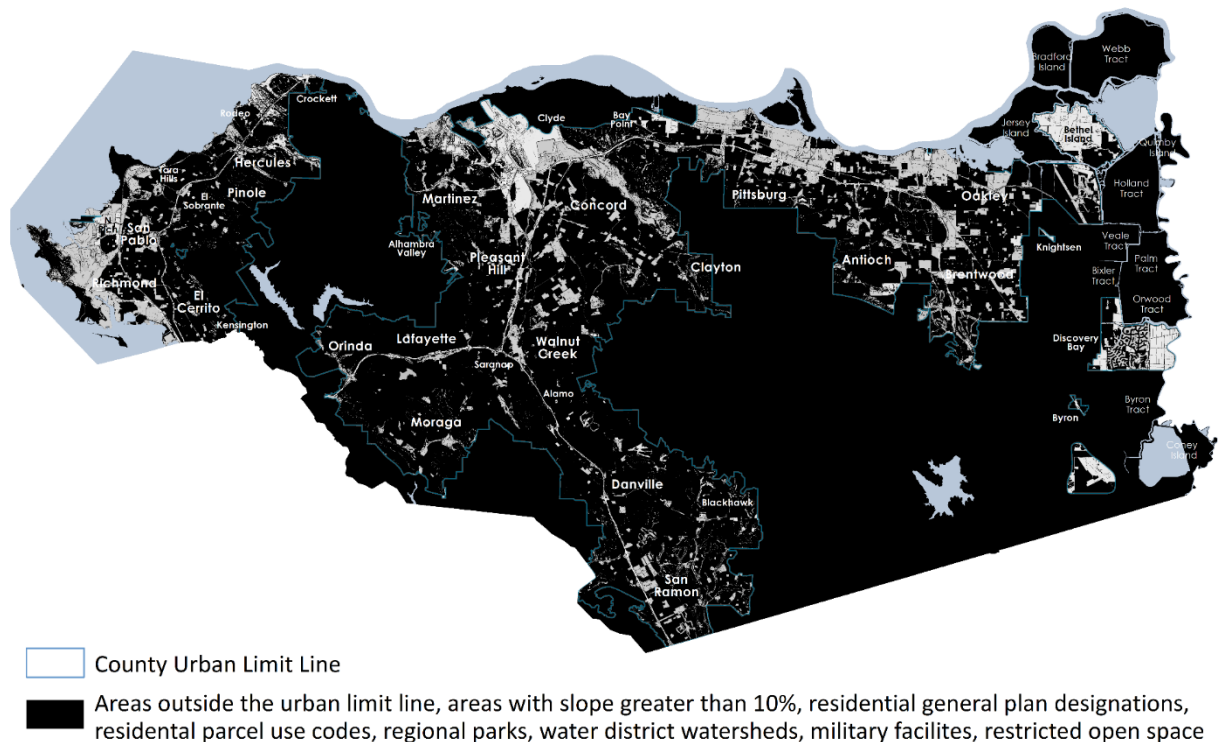 Webb
Tract
Bradford
Island
Crockett
Rodeo
Clyde
Bay
Point
Jersey
Island
Bethel
Island
Quimby
Island
Hercules
Tara
Hills
El
Sobrante
Pinole
Martinez
Concord
Pittsburg
Oakley
Holland
Tract
San
Pablo
Alhambra
Valley
Pleasant
Hill
Clayton
Antioch
Knightsen
Veale
Tract
Palm
Tract
Bixler
Tract
Brentwood
Richmond
El
Cerrito
Kensington
Orwood
Tract
Orinda
Lafayette
Walnut
Creek
Saranap
Discovery
Bay
Alamo
Moraga
Byron
Byron
Tract
Coney
Island
Danville
Blackhawk
San
Ramon
County Urban Limit Line
Areas outside the urban limit line, areas with slope greater than 10%, residential general plan designations,
residental parcel use codes, regional parks, water district watersheds, military facilites, restricted open space